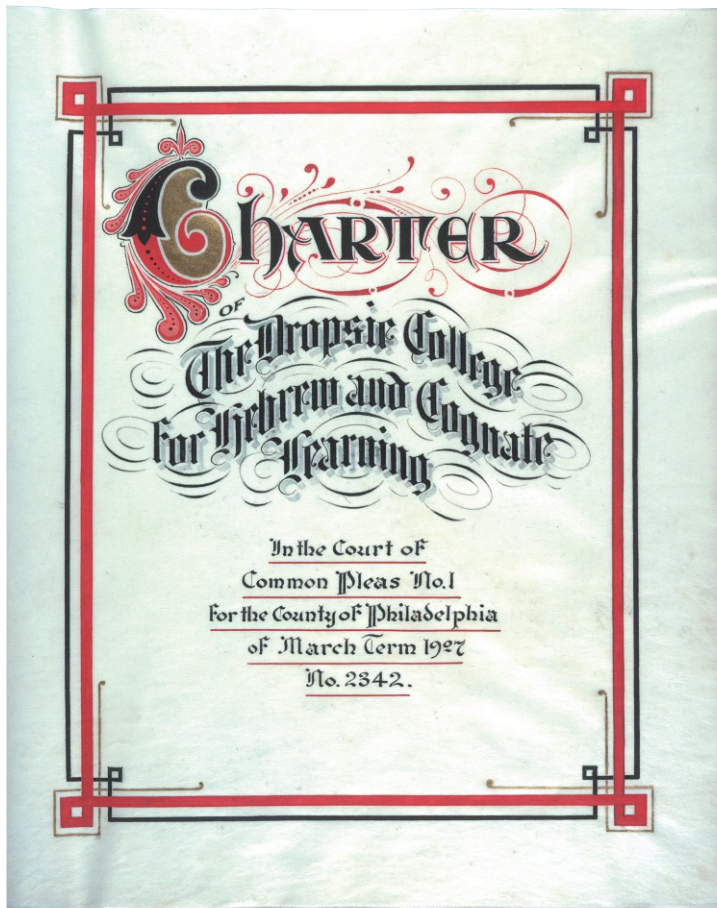 Charter
OF
The Dropsie College
For Hebrew and Cognate
Learning
In the Court of
Common Pleas No. 1
For the County of Philadelphia
of March Term 1927
No. 2342.